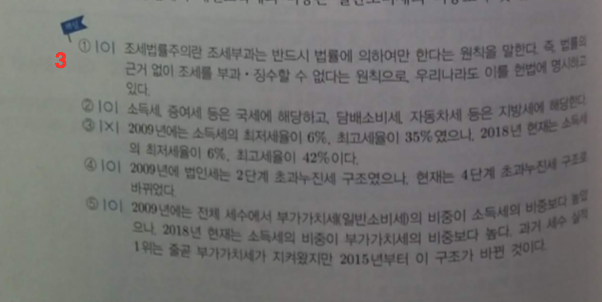 해설
3
① |O| 조세법률주의란 조세부과는 반드시 법률에 의하여만 한다는 원칙을 말한다. 즉, 법률의
근거 없이 조세를 부과·징수할 수 없다는 원칙으로, 우리나라도 이를 헌법에 명시하고
있다.
② |O| 소득세, 증여세 등은 국세에 해당하고, 담배소비세, 자동차세 등은 지방세에 해당한다.
③ |X| 2009년에는 소득세의 최저세율이 6%, 최고세율이 35%였으나, 2018년 현재는 소득세
의 최저세율이 6%, 최고세율이 42%이다.
④ |O| 2009년에 법인세는 2단계 초과누진세 구조였으나, 현재는 4단계 초과누진세 구조로
바뀌었다.
⑤ |O| 2009년에는 전체 세수에서 부가가치세(일반소비세)의 비중이 소득세의 비중보다 높았
으나, 2018년 현재는 소득세의 비중이 부가가치세의 비중보다 높다. 과거 세수 실적
1위는 줄곧 부가가치세가 지켜왔지만 2015년부터 이 구조가 바뀐 것이다.